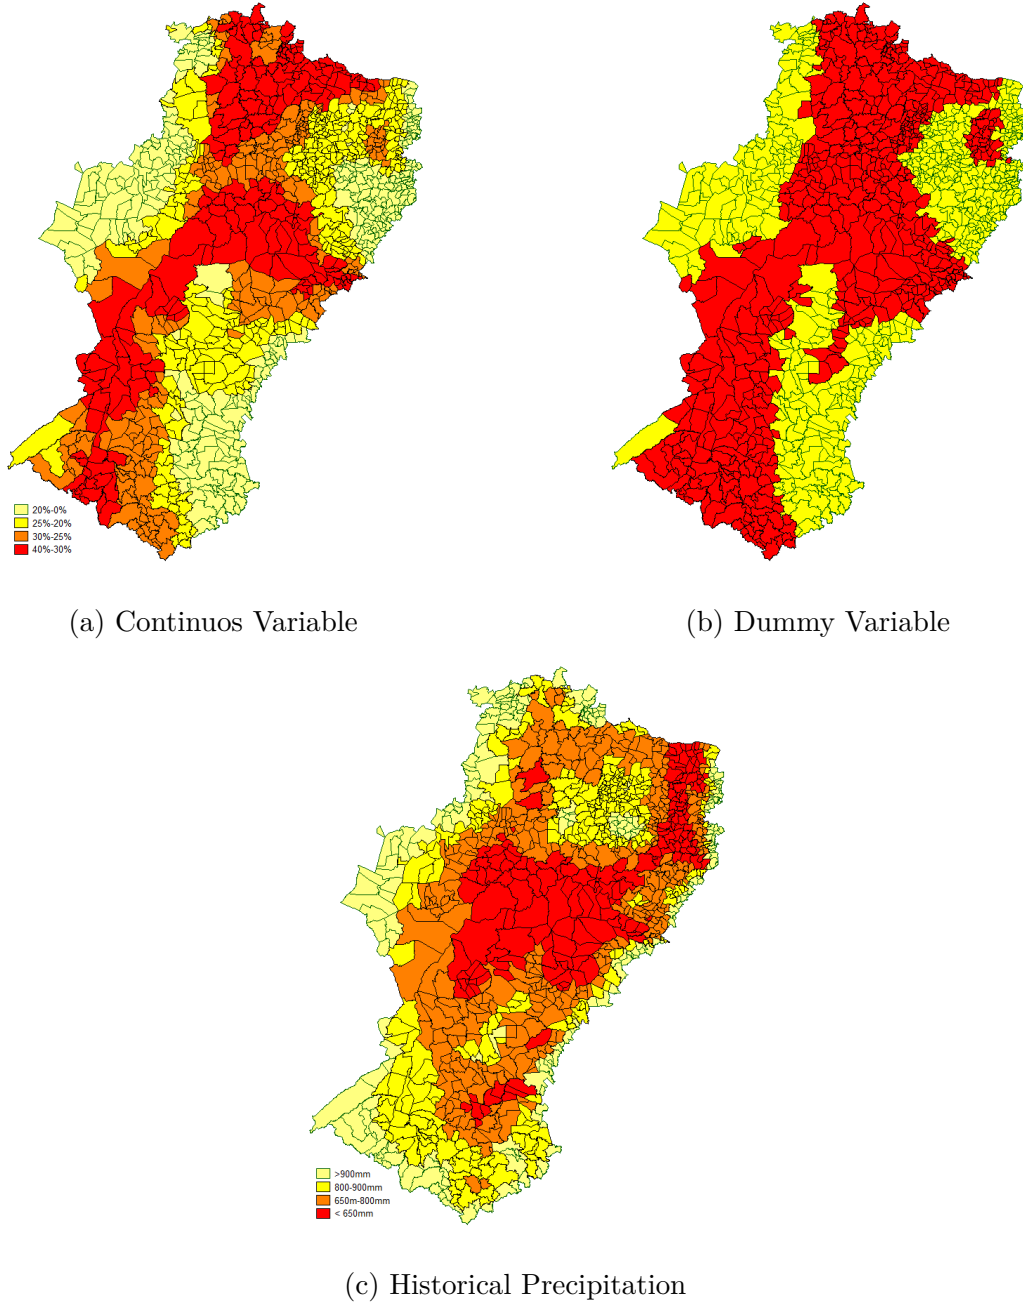 20%-0%
25%-20%
30%-25%
40%-30%
(a) Continuos Variable
(b) Dummy Variable
>900mm
800-900mm
650m-800mm
< 650mm
(c) Historical Precipitation